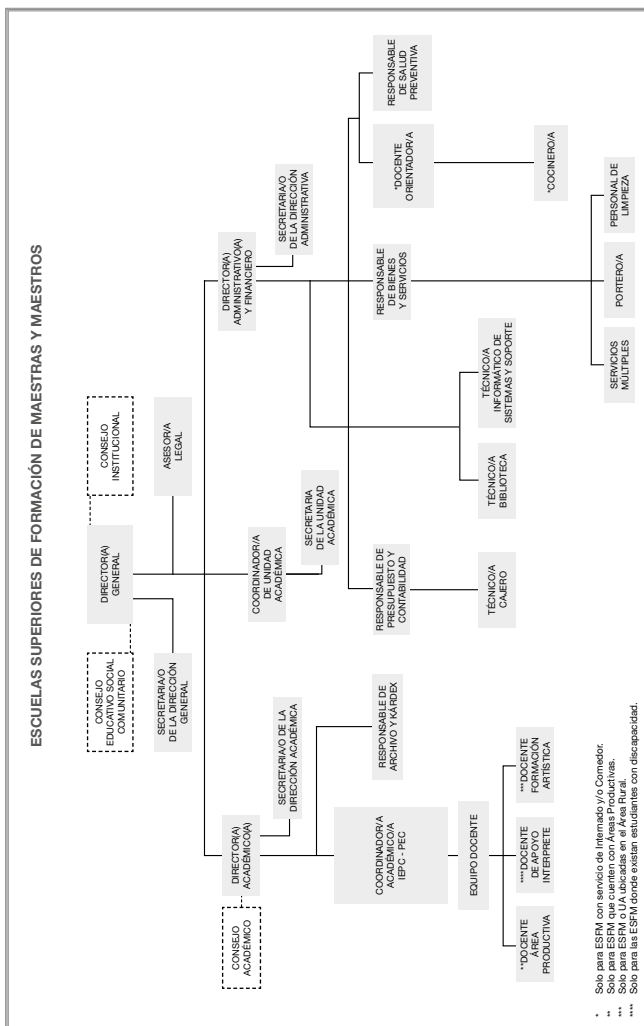 ESCUELAS SUPERIORES DE FORMACIÓN DE MAESTRAS Y MAESTROS
CONSEJO
EDUCATIVO SOCIAL
COMUNITARIO
DIRECTOR(A)
GENERAL
CONSEJO
INSTITUCIONAL
SECRETARIA/O
DE LA DIRECCIÓN
GENERAL
ASESOR/A
LEGAL
DIRECTOR(A)
ACADÉMICO(A)
COORDINADOR/A
DE UNIDAD
ACADÉMICA
DIRECTOR(A)
ADMINISTRATIVO(A)
Y FINANCIERO
CONSEJO
ACADÉMICO
SECRETARIA/O DE LA
DIRECCIÓN ACADÉMICA
SECRETARIA
DE LA UNIDAD
ACADÉMICA
SECRETARIA/O
DE LA DIRECCIÓN
ADMINISTRATIVA
COORDINADOR/A
ACADÉMICO/A
IEPC - PEC
RESPONSABLE DE
ARCHIVO Y KÁRDEX
RESPONSABLE DE
PRESUPUESTO Y
CONTABILIDAD
RESPONSABLE
DE BIENES
Y SERVICIOS
*DOCENTE
ORIENTADOR/A
RESPONSABLE
DE SALUD
PREVENTIVA
EQUIPO DOCENTE
TÉCNICO/A
CAJERO
TÉCNICO/A
BIBLIOTECA
TÉCNICO/A
INFORMÁTICO DE
SISTEMAS Y SOPORTE
*COCINERO/A
**DOCENTE
ÁREA
PRODUCTIVA
****DOCENTE
DE APOYO
INTERPRETE
***DOCENTE
FORMACIÓN
ARTÍSTICA
SERVICIOS
MÚLTIPLES
PORTERO/A
PERSONAL DE
LIMPIEZA
* Solo para ESFM con servicio de Internado y/o Comedor.
** Solo para ESFM que cuenten con Áreas Productivas.
*** Solo para ESFM o UA ubicadas en el Área Rural.
**** Solo para las ESFM donde existan estudiantes con discapacidad.